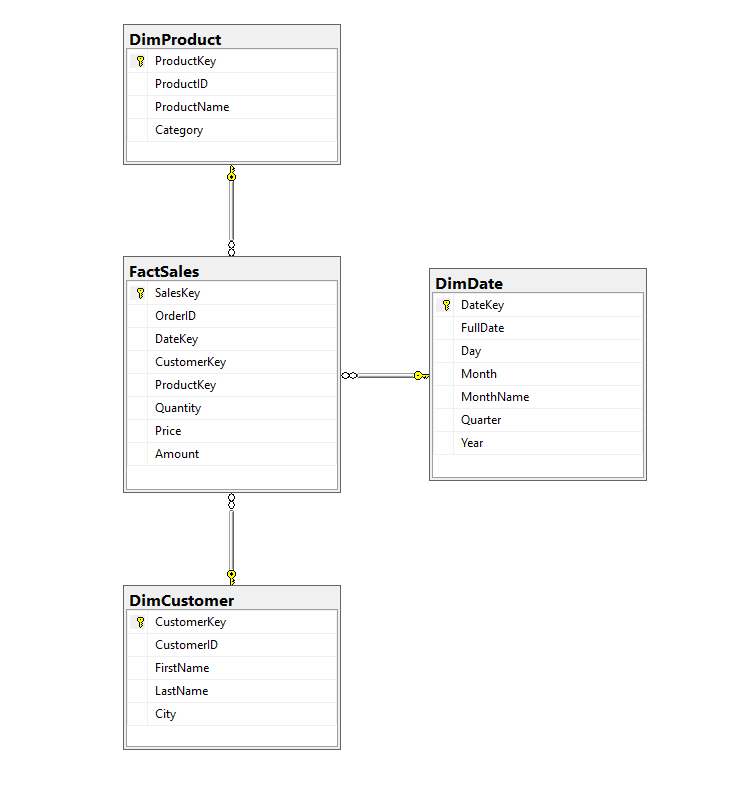 DimProduct
ProductKey
ProductID
ProductName
Category
FactSales
SalesKey
OrderID
DateKey
CustomerKey
ProductKey
Quantity
Price
Amount
DimDate
DateKey
FullDate
Day
Month
MonthName
Quarter
Year
DimCustomer
CustomerKey
CustomerID
FirstName
LastName
City